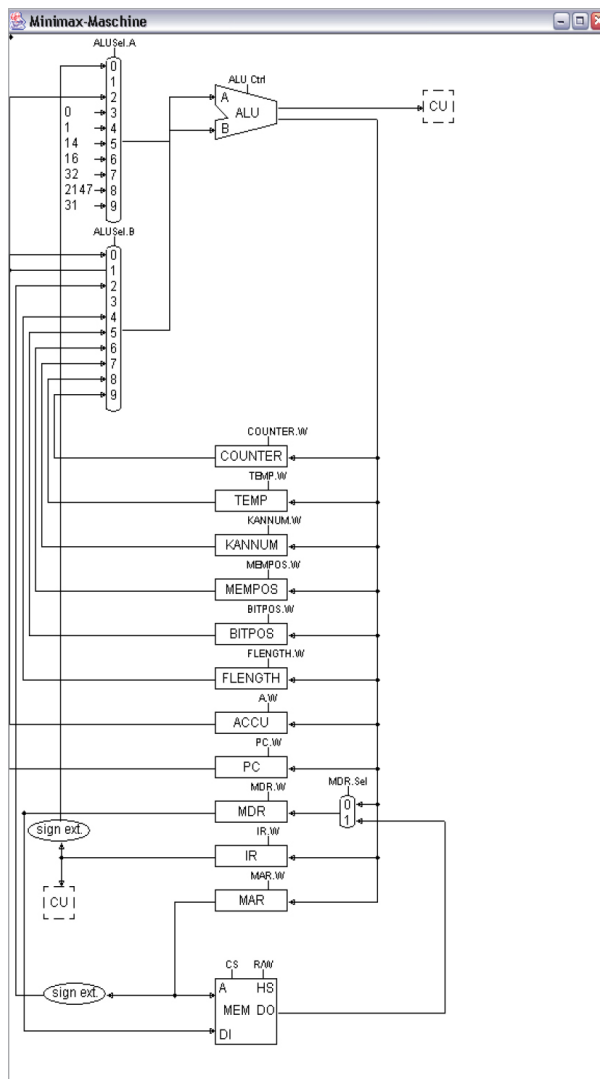 Minimax-Maschine
ALUSel.A
0
1
2
0 3
1 4
14 5
16 6
32 7
2147 8
31 9
ALU Ctrl
A
ALU
B
CU
ALUSel.B
0
1
2
3
4
5
6
7
8
9
COUNTER.W
COUNTER
TEMP.W
TEMP
KANNUM.W
KANNUM
MEMPOS.W
MEMPOS
BITPOS.W
BITPOS
FLENGTH.W
FLENGTH
A.W
ACCU
PC.W
PC
MDR.Sel
MDR.W
0
MDR
1
sign ext.
IR.W
IR
CU
MAR.W
MAR
CS R/W
sign ext.
A HS
MEM DO
DI